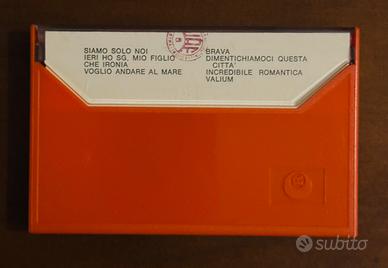 SIAMO SOLO NOI
IERI HO SG, MIO FIGLIO
CHE IRONIA
VOGLIO ANDARE AL MARE
BRAVA
DIMENTICHIAMOCI QUESTA
CITTA'
INCREDIBILE ROMANTICA
VALIUM
subito